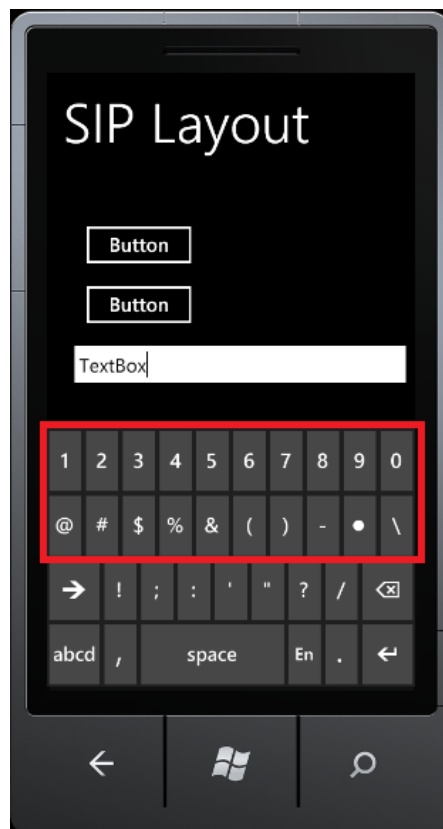 SIP Layout
Button
Button
TextBox
1 2 3 4 5 6 7 8 9 0
@ # $ % & ( ) - ● \
→ ! ; : ' " ? /
abcd , space En .